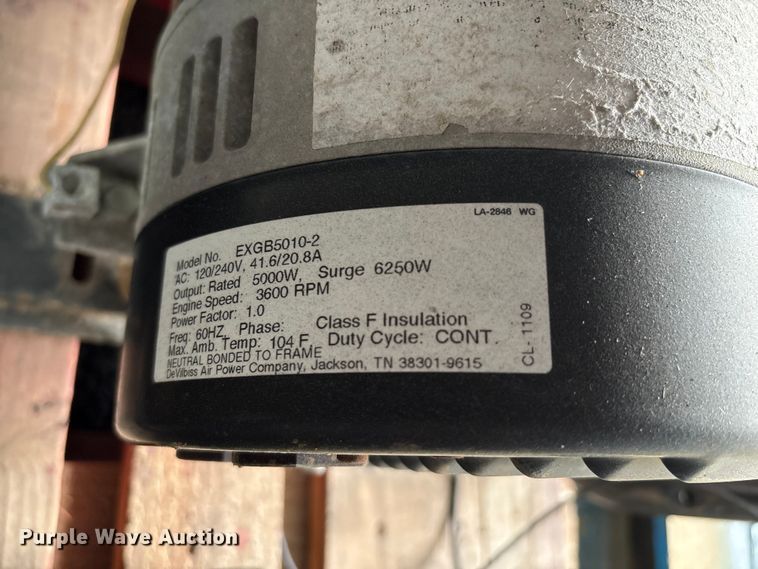 LA-2846 WG
Model No. EXGB5010-2
AC: 120/240V, 41.6/20.8A
Output: Rated 5000W, Surge 6250W
Engine Speed: 3600 RPM
Power Factor: 1.0
Freq: 60HZ, Phase: Class F Insulation
Max. Amb. Temp: 104 F Duty Cycle: CONT.
NEUTRAL BONDED TO FRAME
DeVilbiss Air Power Company, Jackson, TN 38301-9615
CL-1109
Purple Wave Auction